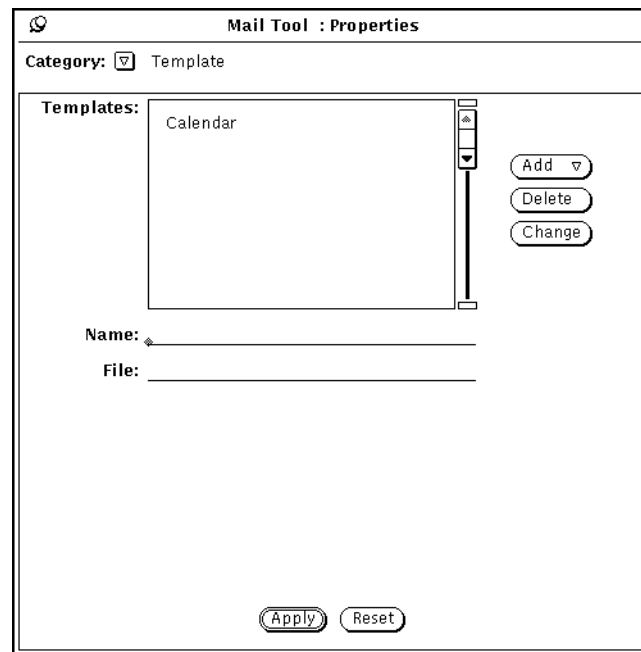 Mail Tool : Properties
Category: Template
Templates:
Calendar
Add
Delete
Change
Name:
File:
Apply Reset